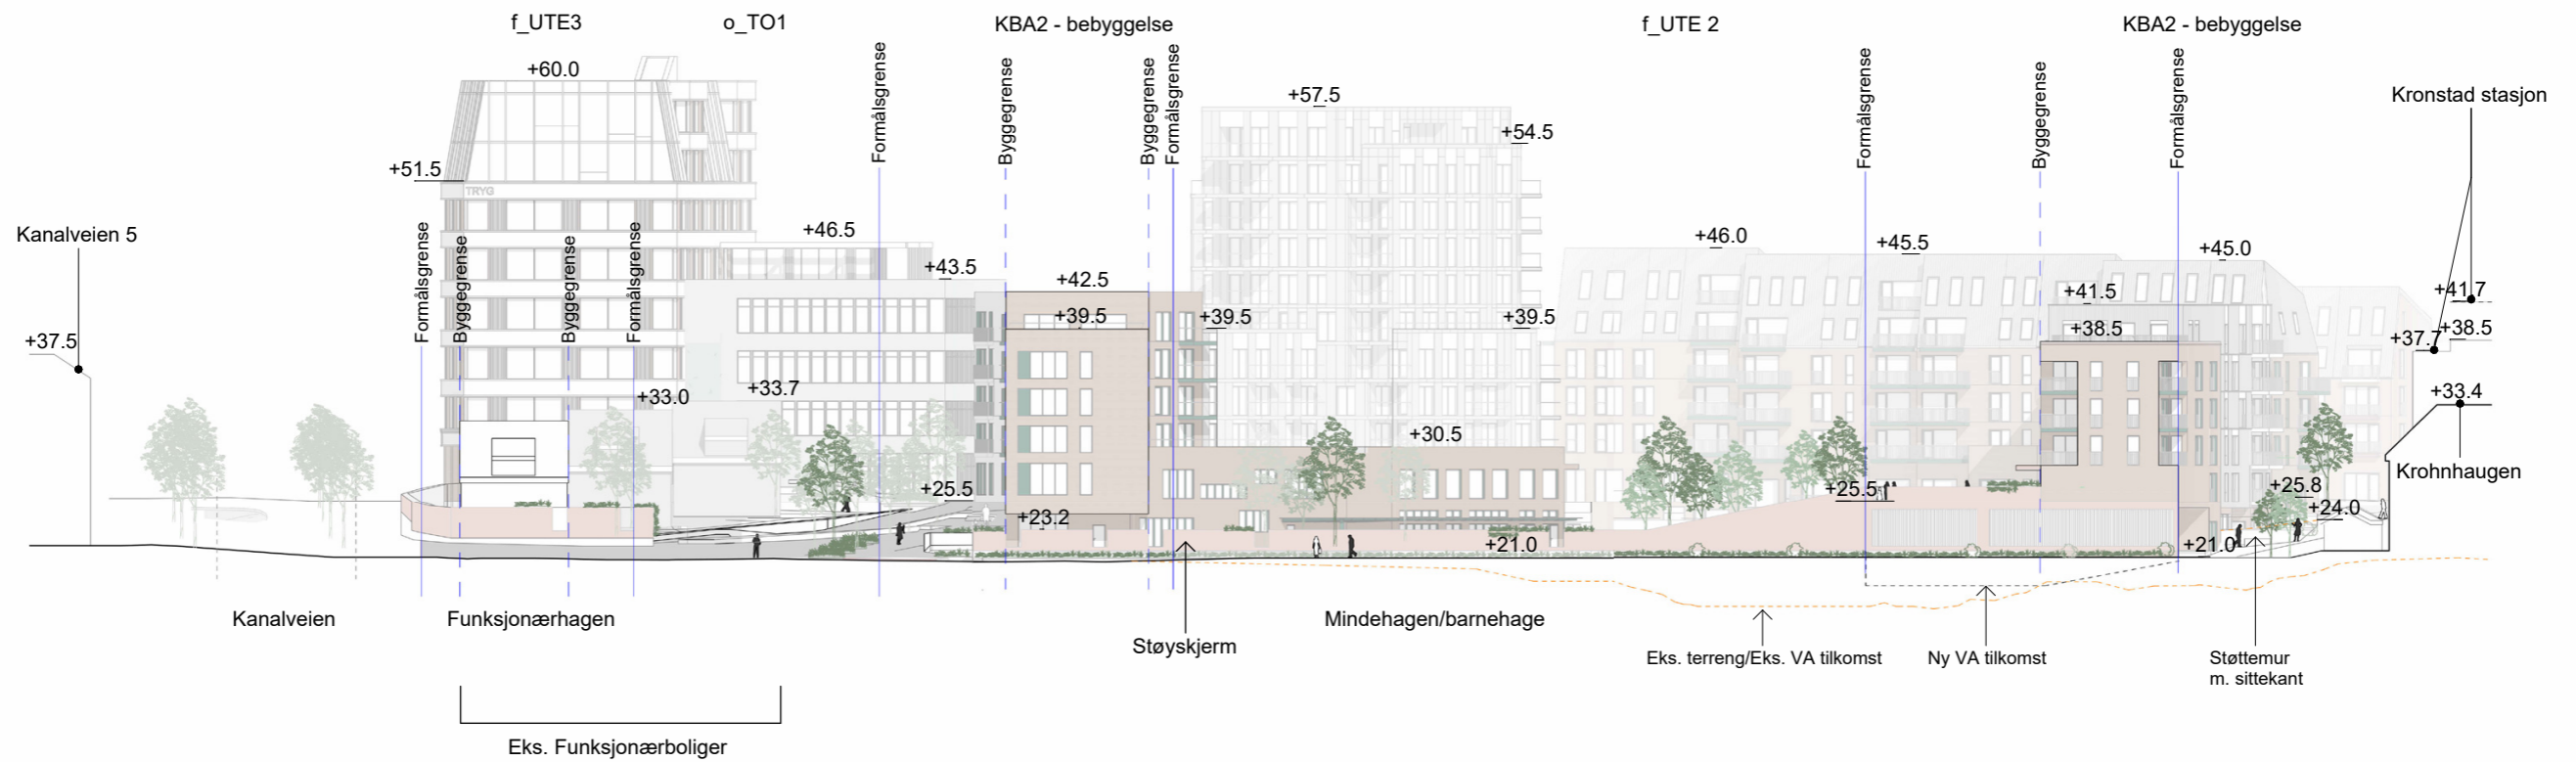 f_UTE3
o_TO1
KBA2 - bebyggelse
f_UTE 2
KBA2 - bebyggelse
Kronstad stasjon
+60.0
+57.5
+54.5
+51.5
TRYG
Formålsgrense
Byggegrense
Byggegrense
Formålsgrense
Formålsgrense
Byggegrense
Byggegrense
Formålsgrense
Formålsgrense
Byggegrense
Formålsgrense
Kanalveien 5
+37.5
+46.5
+43.5
+42.5
+39.5
+39.5
+39.5
+46.0
+45.5
+45.0
+41.5
+38.5
+41.7
+38.5
+37.7
+33.4
Krohnhaugen
+33.0
+33.7
+30.5
+25.5
+23.2
+25.5
+25.8
+24.0
+21.0
+21.0
Kanalveien
Funksjonærhagen
Støyskjerm
Mindehagen/barnehage
Eks. terreng/Eks. VA tilkomst
Ny VA tilkomst
Støttemur
m. sittekant
Eks. Funksjonærboliger